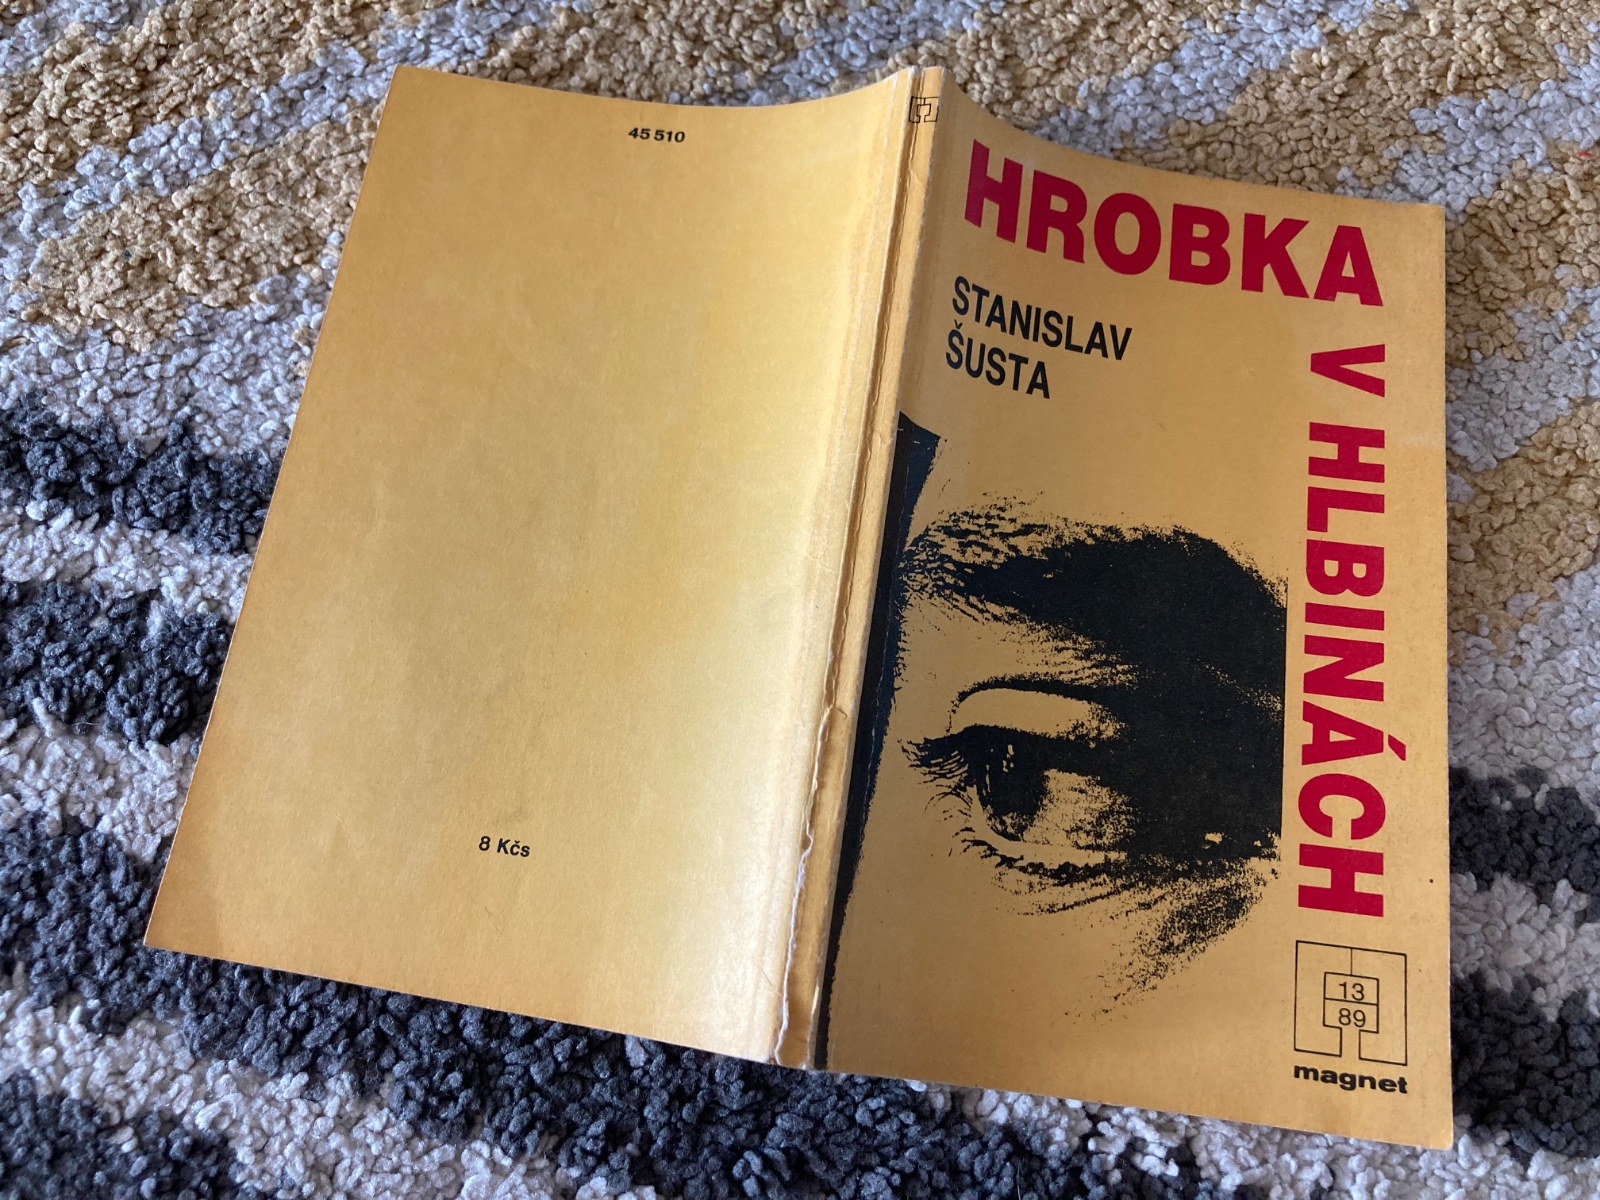 45 510
8 Kčs
HROBKA
V HLBINÁCH
STANISLAV
ŠUSTA
13
89
magnet